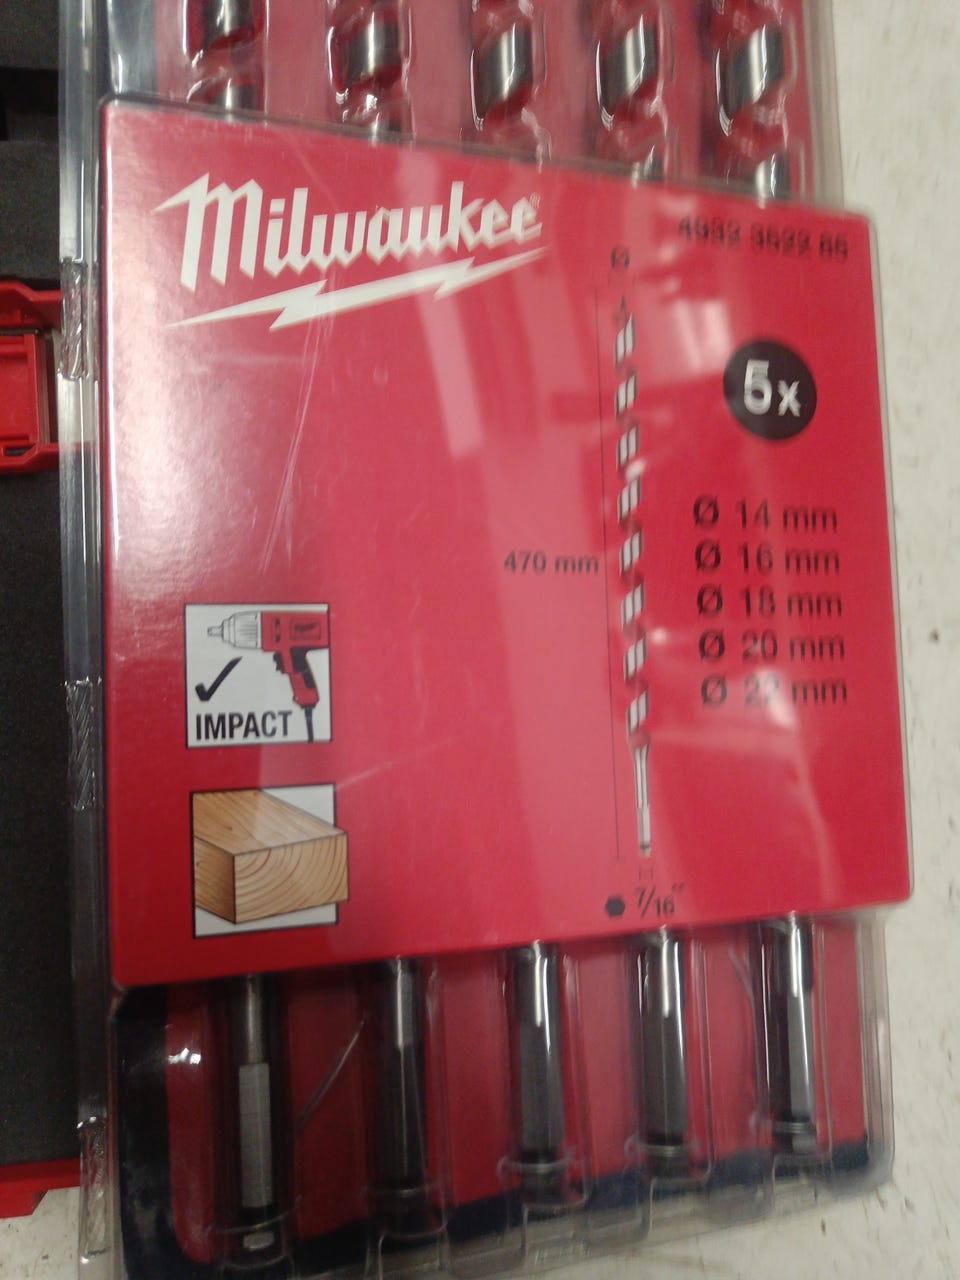 Milwaukee®
4932 3522 65
Ø
5x
Ø 14 mm
Ø 16 mm
470 mm
Ø 18 mm
Ø 20 mm
Ø 22 mm
IMPACT
7/16"